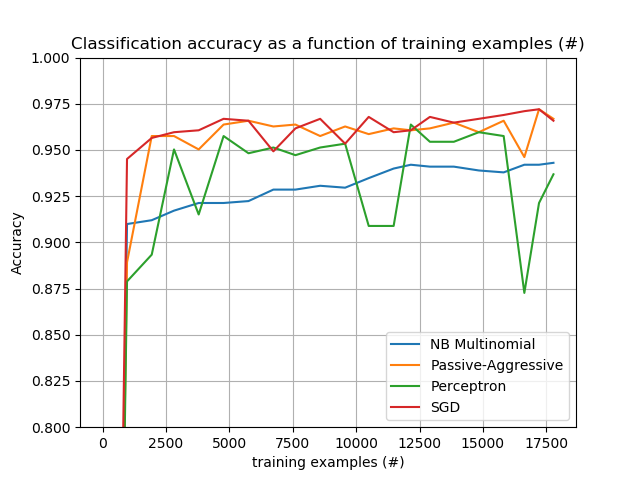 Classification accuracy as a function of training examples (#)
1.000
0.975
0.950
0.925
0.900
0.875
0.850
0.825
0.800
Accuracy
NB Multinomial
Passive-Aggressive
Perceptron
SGD
0 2500 5000 7500 10000 12500 15000 17500
training examples (#)